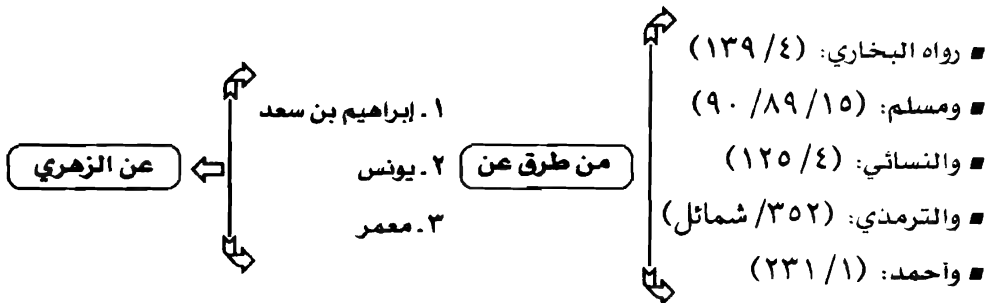 ■ رواه البخاري: (٤/ ١٣٩)
■ ومسلم: (١٥/ ٨٩/ ٩٠)
■ والنسائي: (٤/ ١٢٥)
■ والترمذي: (٣٥٢/ شمائل)
■ وأحمد: (١/ ٢٣١)
من طرق عن
١. إبراهيم بن سعد
٢. يونس
٣. معمر
عن الزهري